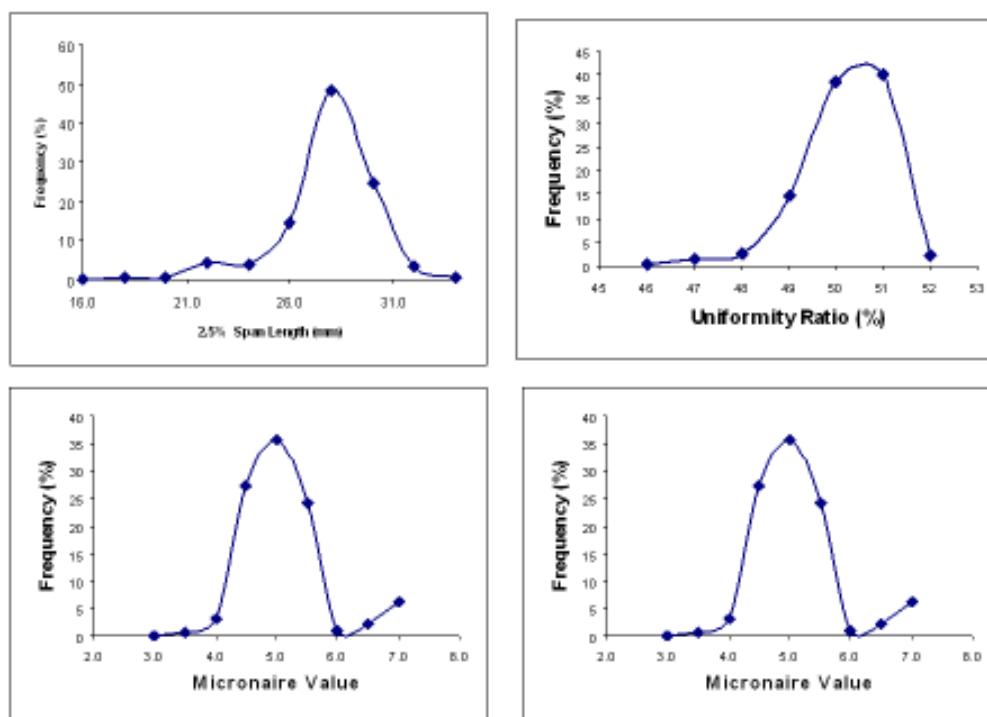 60
50
40
30
20
10
0
Frequency (%)
16.0 21.0 26.0 31.0
2.5% Span Length (mm)
45
40
35
30
25
20
15
10
5
0
Frequency (%)
45 46 47 48 49 50 51 52 53
Uniformity Ratio (%)
40
35
30
25
20
15
10
5
0
Frequency (%)
2.0 3.0 4.0 5.0 6.0 7.0 8.0
Micronaire Value
40
35
30
25
20
15
10
5
0
Frequency (%)
2.0 3.0 4.0 5.0 6.0 7.0 8.0
Micronaire Value